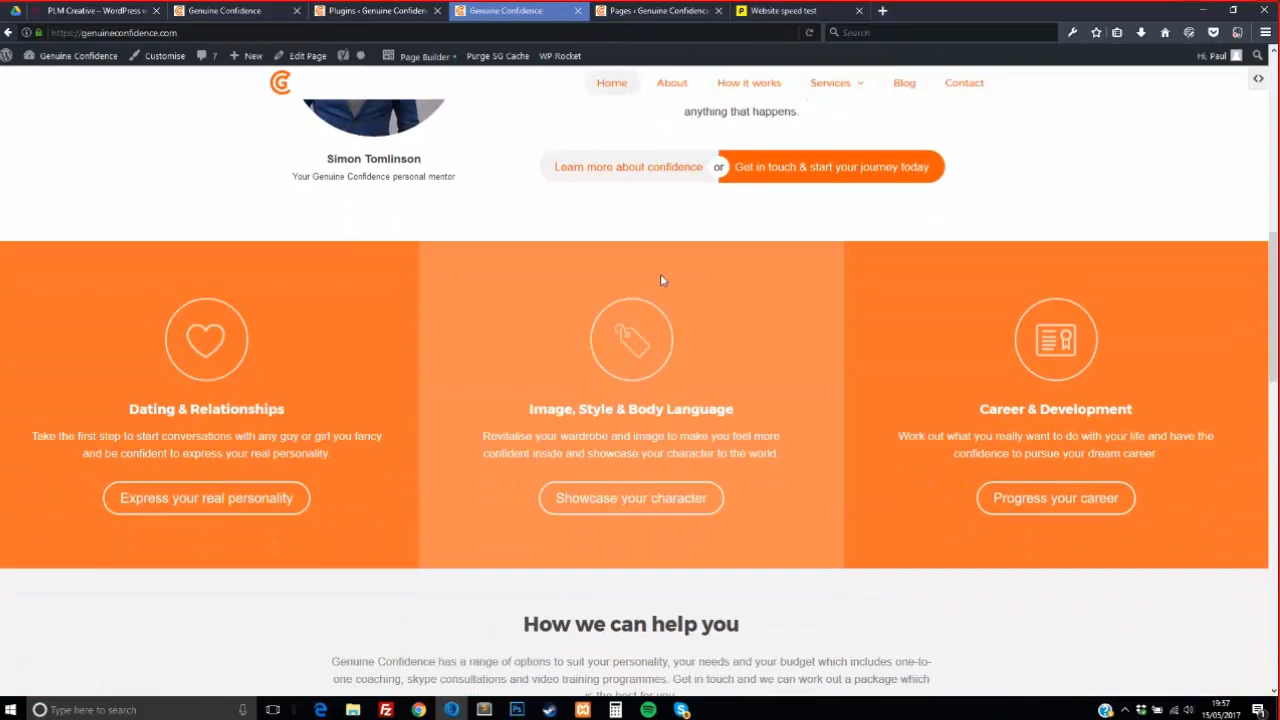 PLM Creative – WordPress v
Genuine Confidence
Plugins ‹ Genuine Confiden
Genuine Confidence
Pages ‹ Genuine Confidence
Website speed test
https://genuineconfidence.com
Search
Genuine Confidence
Customise
7
New
Edit Page
Page Builder
Purge SG Cache
WP Rocket
Hi, Paul
Home
About
How it works
Services
Blog
Contact
anything that happens.
Simon Tomlinson
Your Genuine Confidence personal mentor
Learn more about confidence
or
Get in touch & start your journey today
Dating & Relationships
Take the first step to start conversations with any guy or girl you fancy
and be confident to express your real personality.
Express your real personality
Image, Style & Body Language
Revitalise your wardrobe and image to make you feel more
confident inside and showcase your character to the world.
Showcase your character
Career & Development
Work out what you really want to do with your life and have the
confidence to pursue your dream career.
Progress your career
How we can help you
Genuine Confidence has a range of options to suit your personality, your needs and your budget which includes one-to-
one coaching, skype consultations and video training programmes. Get in touch and we can work out a package which
is the best for you.
Type here to search
19:57
15/05/2017